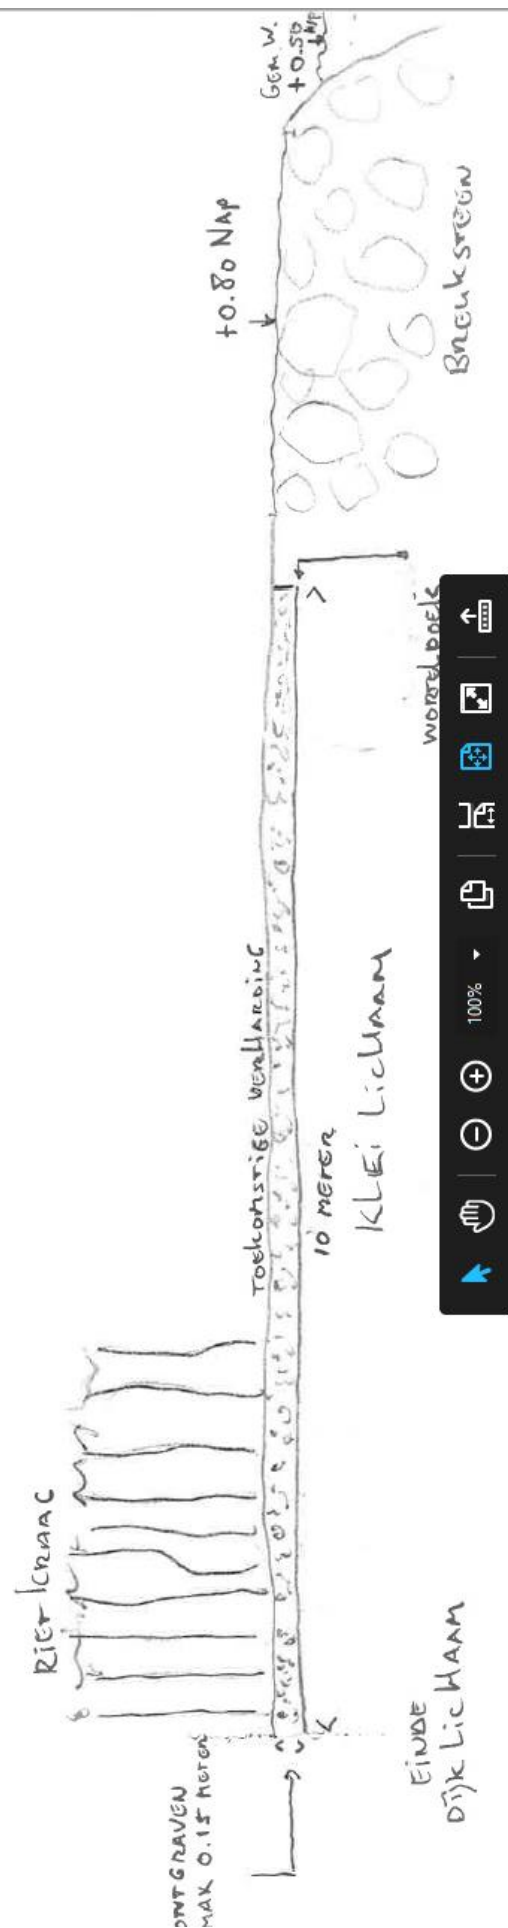 GEM W.
+0.50
NAP
+0.80 NAP
BREUKSTEEN
WORTELDOEK
TOEKOMSTIGE VERHARDING
10 METER
KLEI LICHAAM
RIET KRAAG
ONTGRAVEN
MAX 0.15 METER
EINDE
DIJK LICHAAM
100%